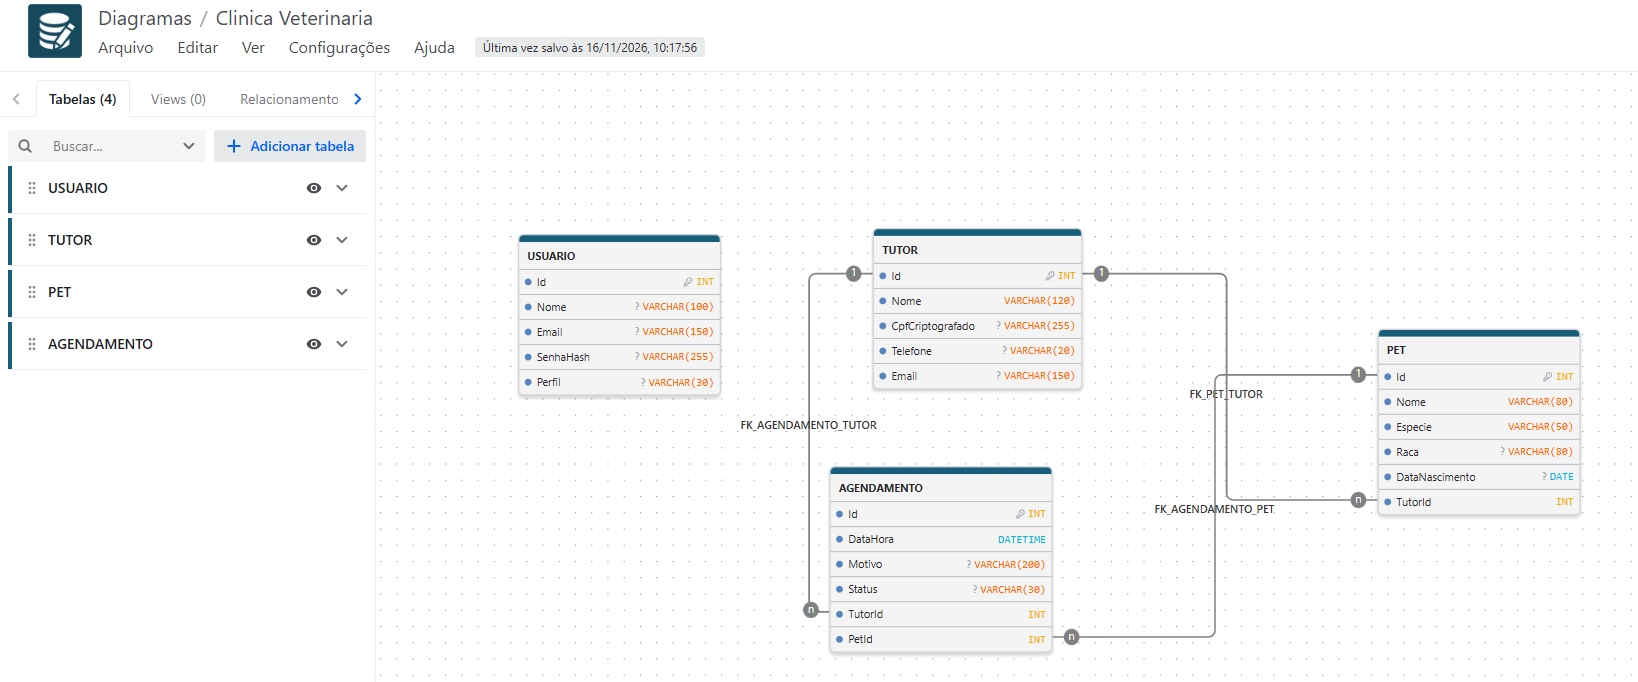 Diagramas / Clinica Veterinaria
Arquivo Editar Ver Configurações Ajuda Última vez salvo às 16/11/2026, 10:17:56
Tabelas (4) Views (0) Relacionamento
Buscar... Adicionar tabela
USUARIO
TUTOR
PET
AGENDAMENTO
USUARIO
Id INT
Nome ? VARCHAR(100)
Email ? VARCHAR(150)
SenhaHash ? VARCHAR(255)
Perfil ? VARCHAR(30)
TUTOR
1 Id INT 1
Nome VARCHAR(120)
CpfCriptografado ? VARCHAR(255)
Telefone ? VARCHAR(20)
Email ? VARCHAR(150)
FK_AGENDAMENTO_TUTOR
FK_PET_TUTOR
FK_AGENDAMENTO_PET
PET
1 Id INT
Nome VARCHAR(80)
Especie VARCHAR(50)
Raca ? VARCHAR(80)
DataNascimento ? DATE
n TutorId INT
AGENDAMENTO
Id INT
DataHora DATETIME
Motivo ? VARCHAR(200)
Status ? VARCHAR(30)
n TutorId INT
PetId INT n